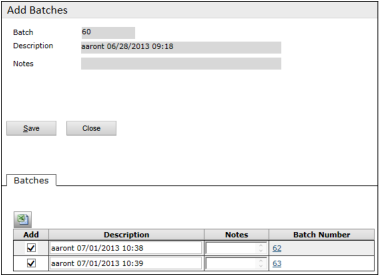 Add Batches
Batch 60
Description aaront 06/28/2013 09:18
Notes
Save Close
Batches
Add Description Notes Batch Number
aaront 07/01/2013 10:38 62
aaront 07/01/2013 10:39 63